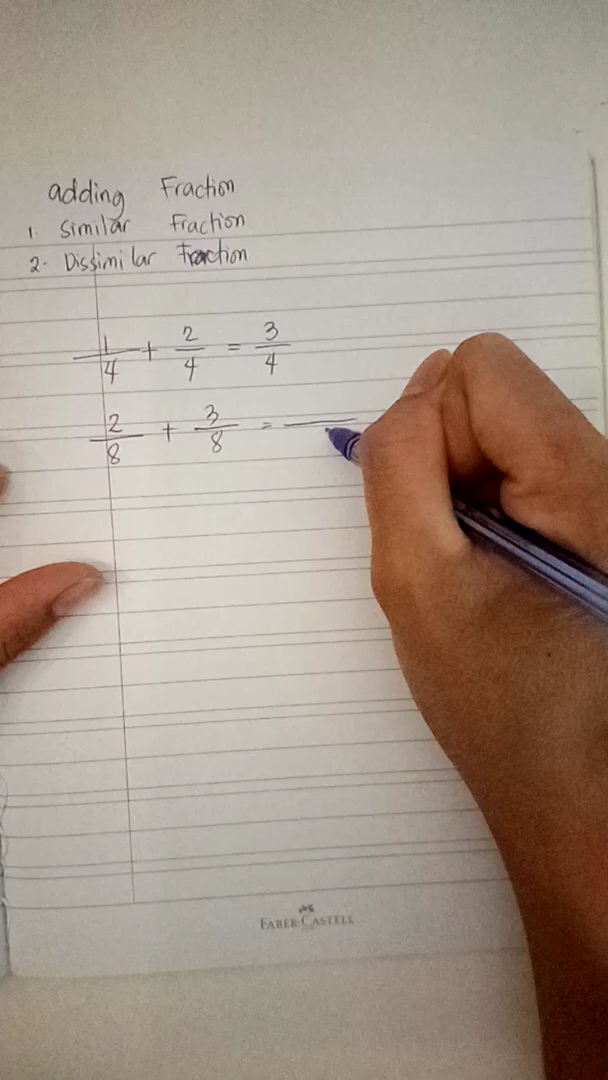 adding Fraction
1. Similar Fraction
2. Dissimilar Fraction
1/4 + 2/4 = 3/4
2/8 + 3/8 =
FABER-CASTELL